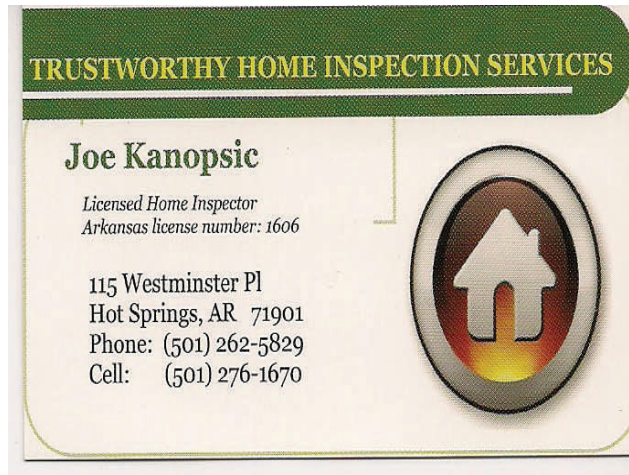 TRUSTWORTHY HOME INSPECTION SERVICES
Joe Kanopsic
Licensed Home Inspector
Arkansas license number: 1606
115 Westminster Pl
Hot Springs, AR 71901
Phone: (501) 262-5829
Cell: (501) 276-1670